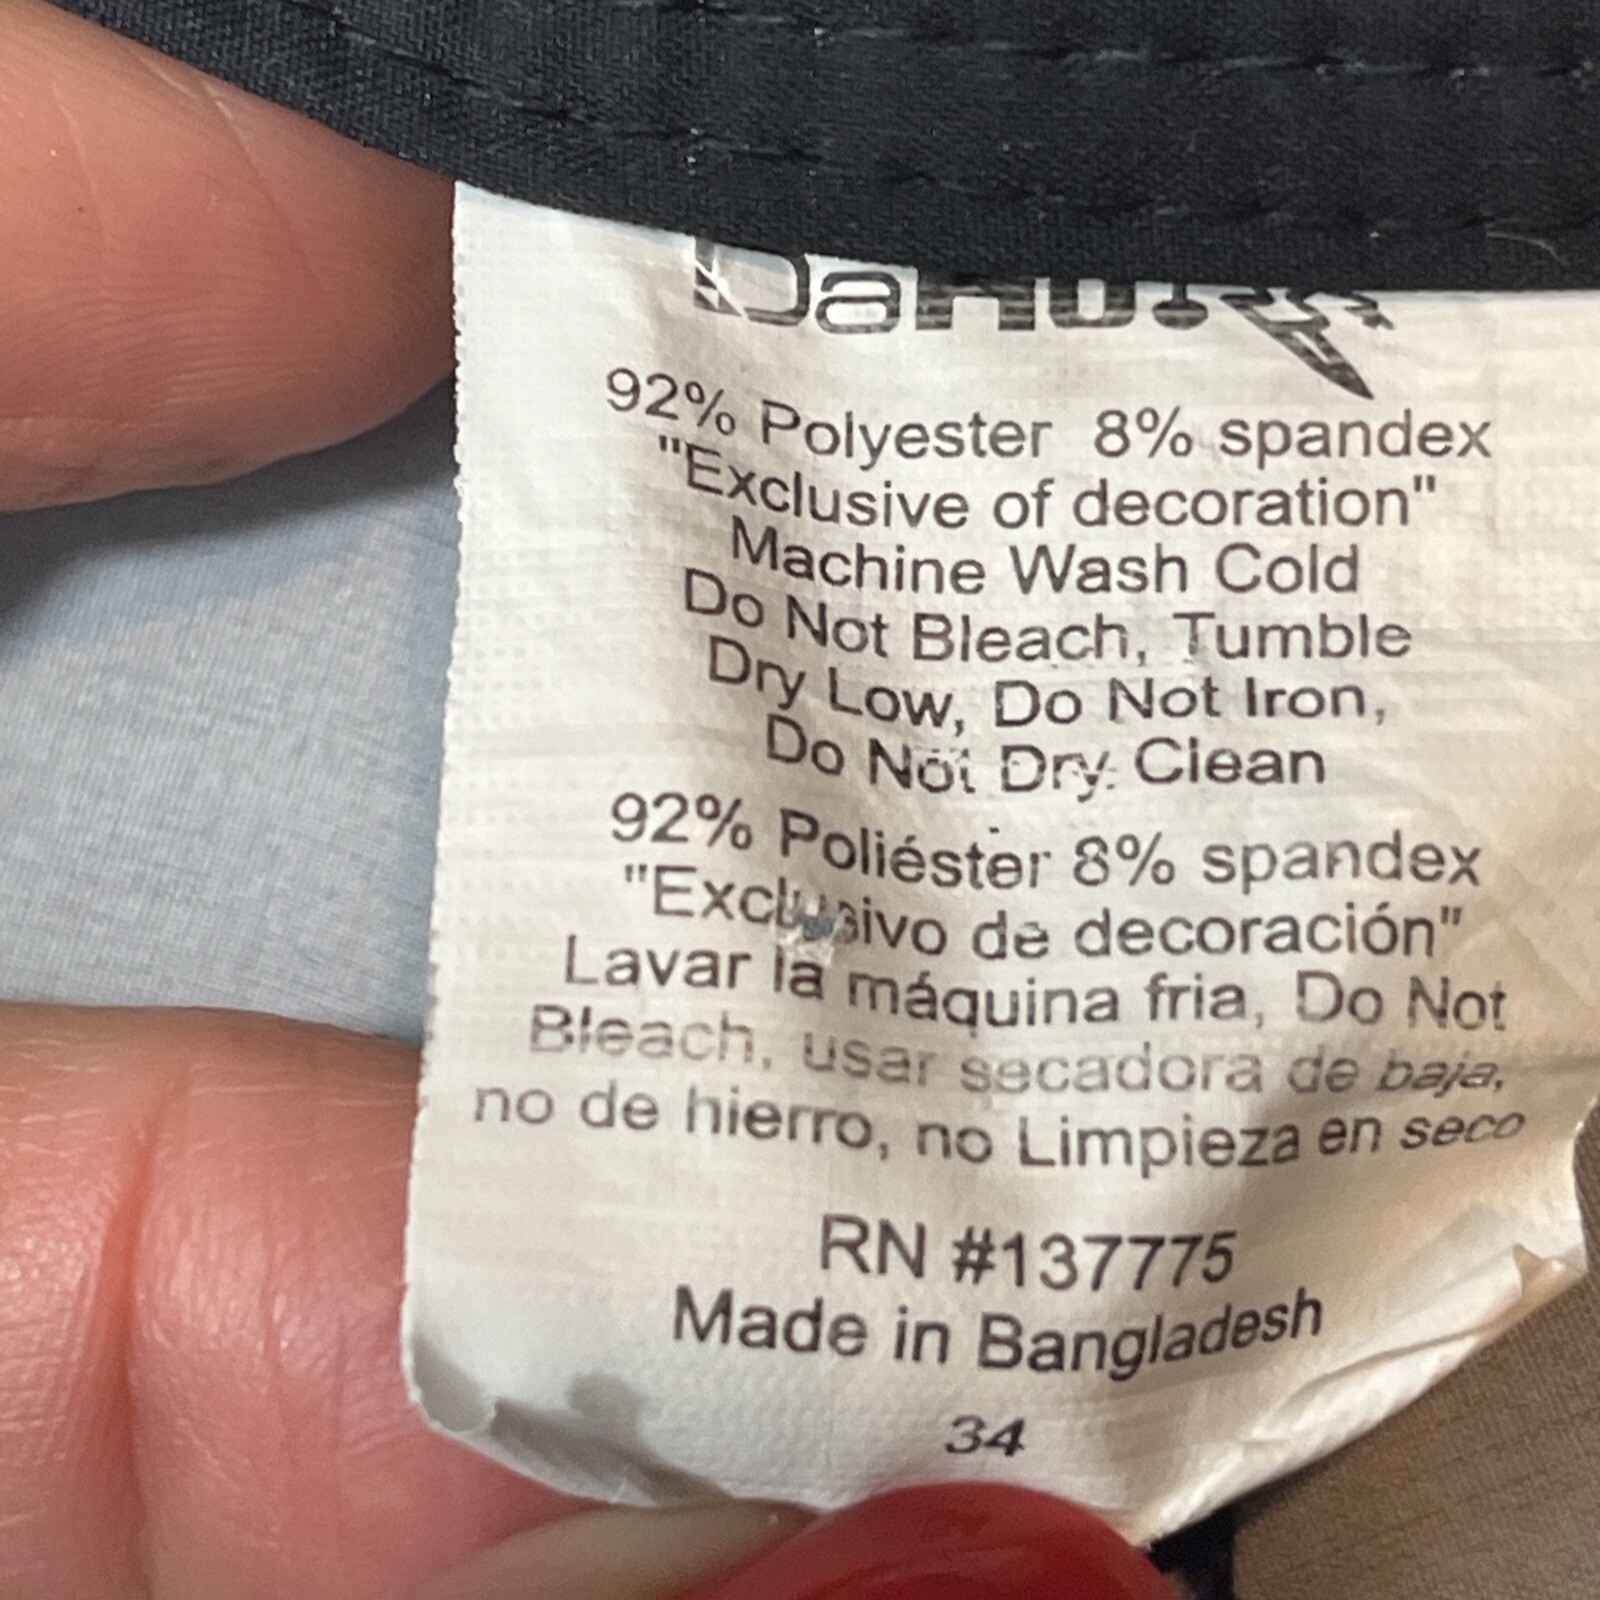 92% Polyester 8% spandex
"Exclusive of decoration"
Machine Wash Cold
Do Not Bleach, Tumble
Dry Low, Do Not Iron,
Do Not Dry Clean
92% Poliéster 8% spandex
"Exclusivo de decoración"
Lavar la máquina fria, Do Not
Bleach, usar secadora de baja,
no de hierro, no Limpieza en seco
RN #137775
Made in Bangladesh
34